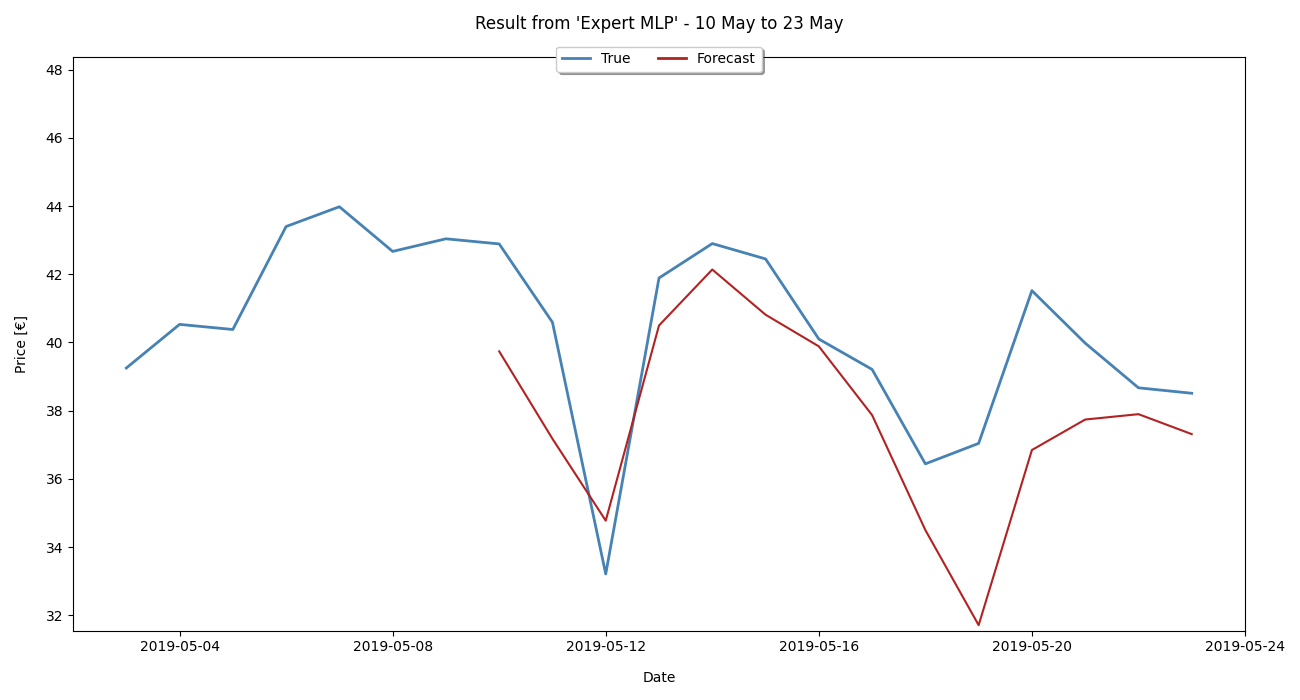 Result from 'Expert MLP' - 10 May to 23 May
True Forecast
48
46
44
42
40
38
36
34
32
Price [€]
2019-05-04 2019-05-08 2019-05-12 2019-05-16 2019-05-20 2019-05-24
Date